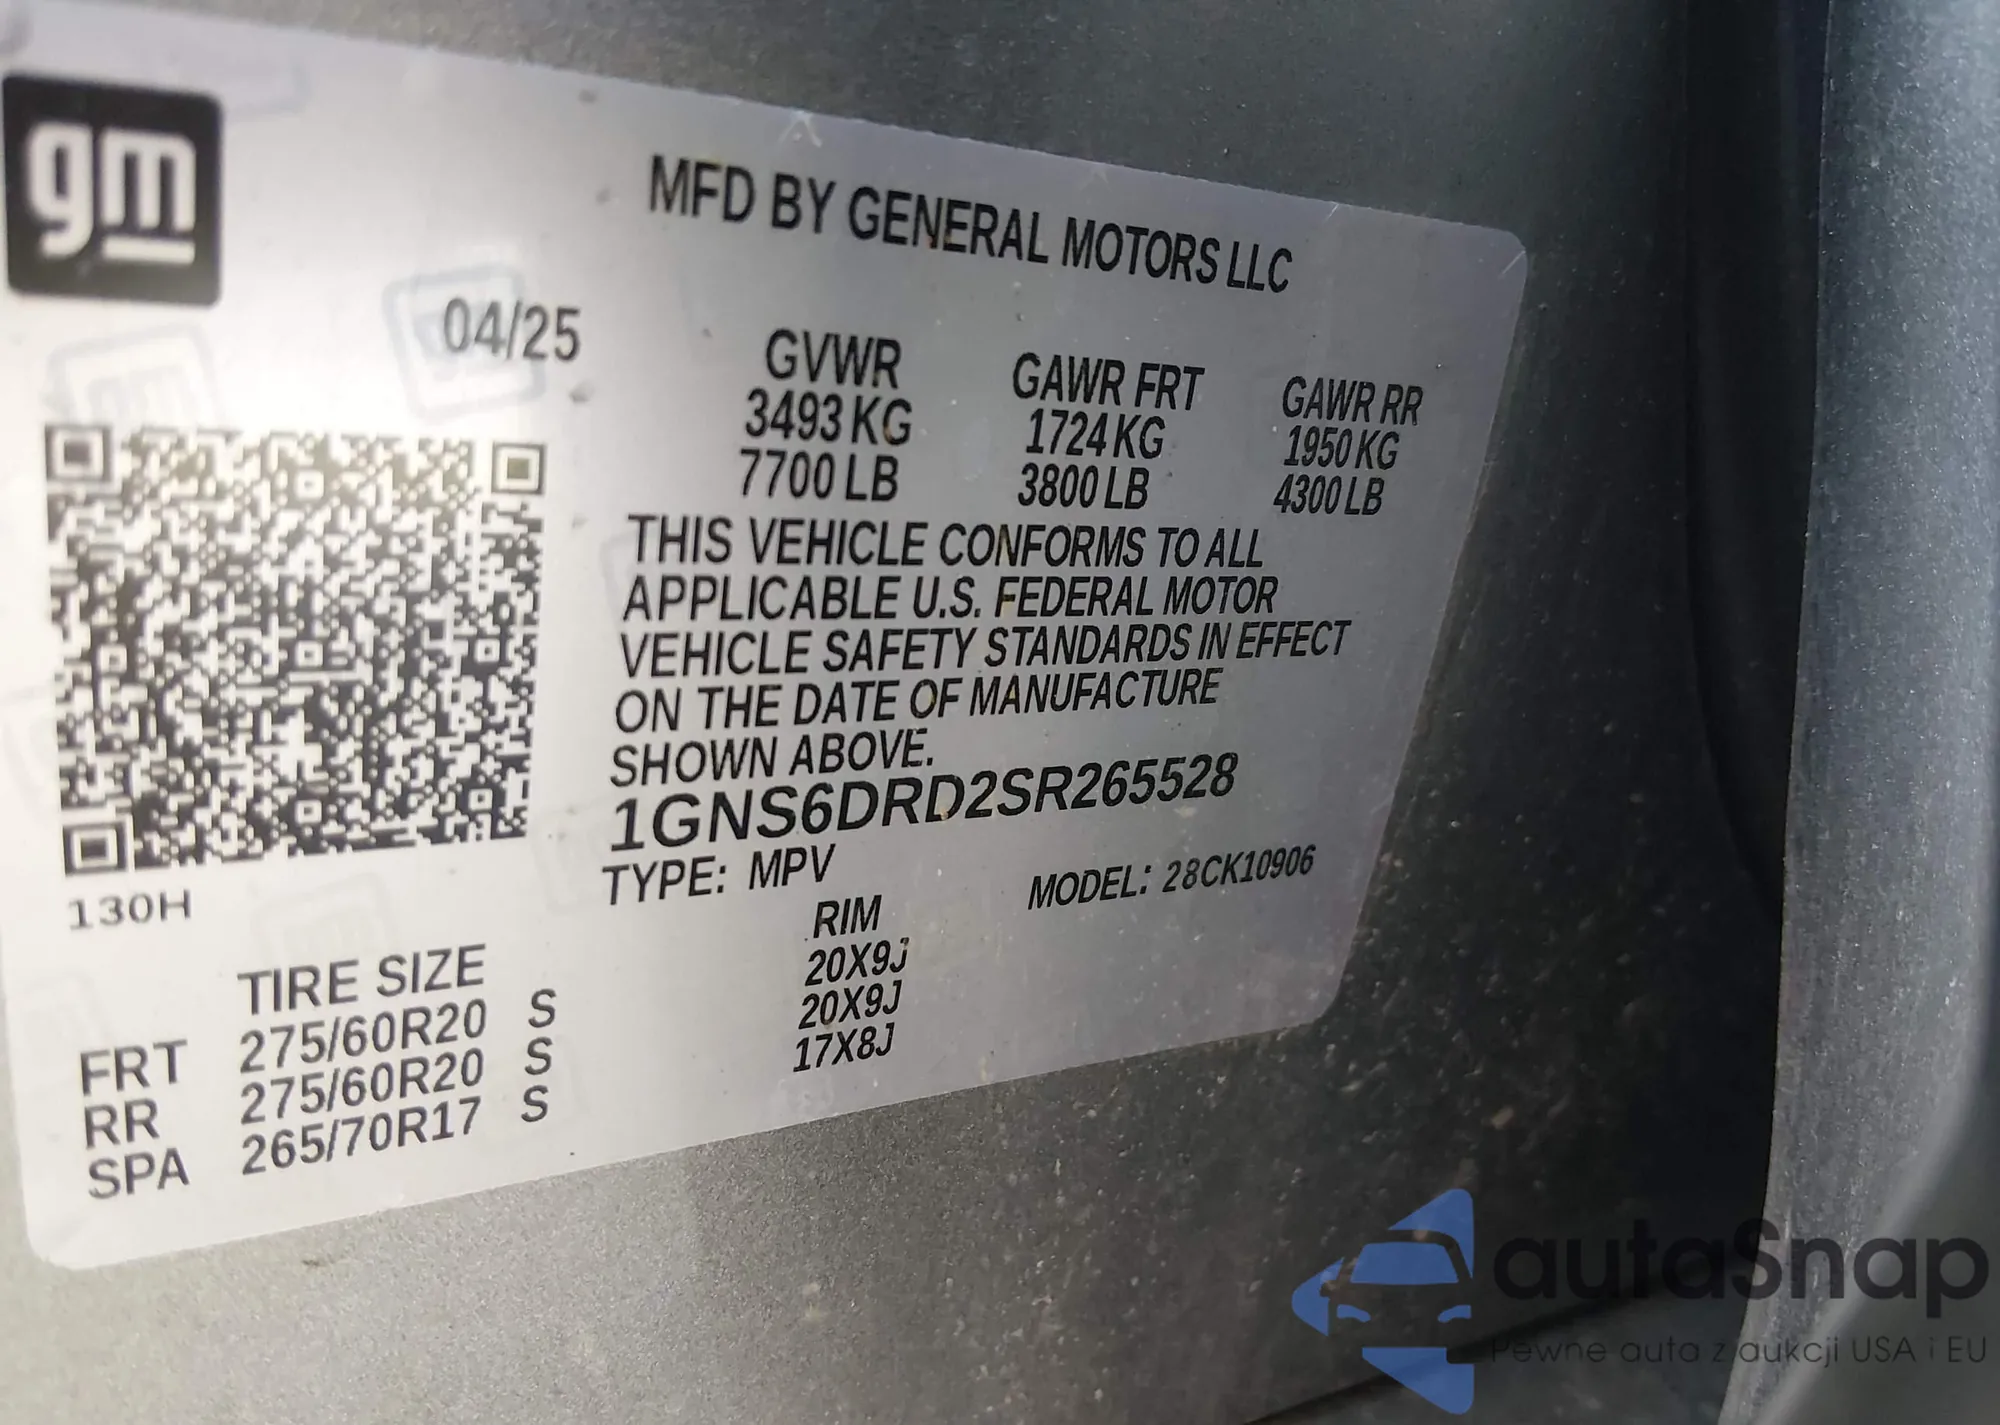 gm
MFD BY GENERAL MOTORS LLC
04/25
GVWR GAWR FRT GAWR RR
3493 KG 1724 KG 1950 KG
7700 LB 3800 LB 4300 LB
THIS VEHICLE CONFORMS TO ALL
APPLICABLE U.S. FEDERAL MOTOR
VEHICLE SAFETY STANDARDS IN EFFECT
ON THE DATE OF MANUFACTURE
SHOWN ABOVE.
1GNS6DRD2SR265528
TYPE: MPV MODEL: 28CK10906
130H
TIRE SIZE RIM
FRT 275/60R20 S 20X9J
RR 275/60R20 S 20X9J
SPA 265/70R17 S 17X8J
autaSnap
Pewne auta z aukcji USA i EU